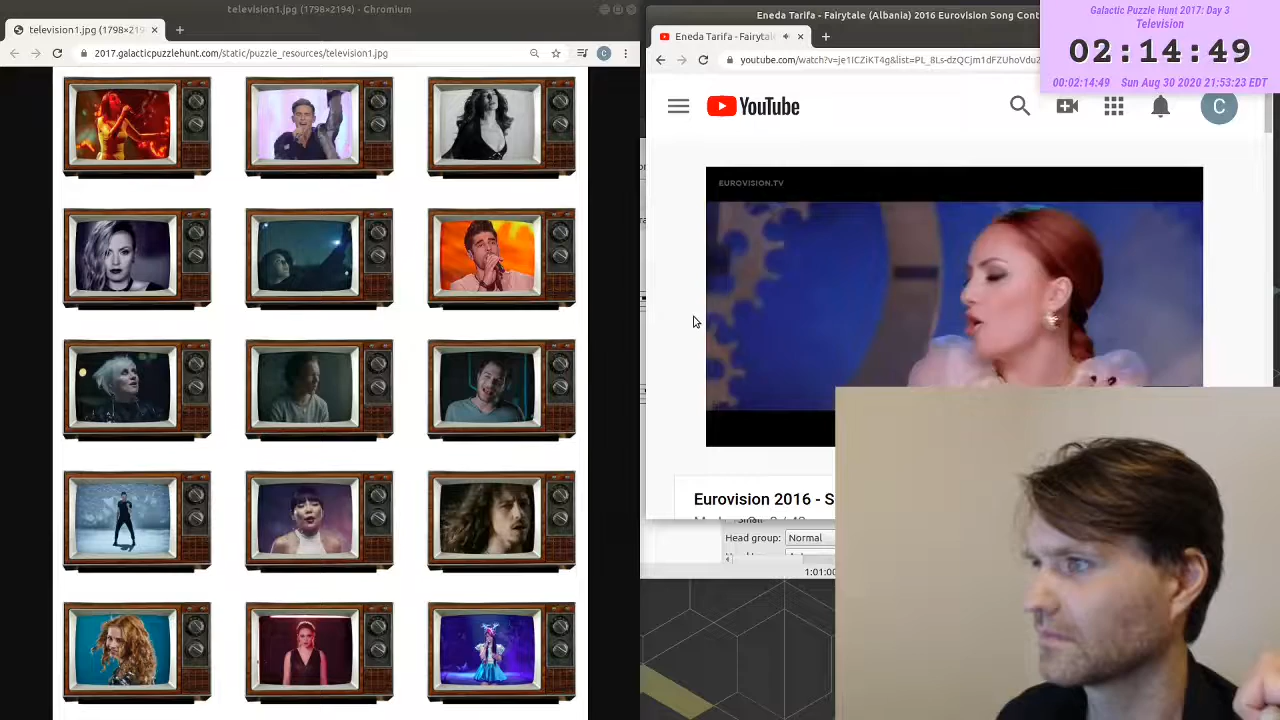 television1.jpg (1798×2194) - Chromium
television1.jpg (1798×219
2017.galacticpuzzlehunt.com/static/puzzle_resources/television1.jpg
C
Eneda Tarifa - Fairytale (Albania) 2016 Eurovision Song Cont
Eneda Tarifa - Fairytal
youtube.com/watch?v=je1ICZiKT4g&list=PL_8Ls-dzQCjm1dFZUhoVduz
Galactic Puzzle Hunt 2017: Day 3
Television
02:14:49
00:02:14:49 Sun Aug 30 2020 21:53:23 EDT
YouTube
C
EUROVISION.TV
Eurovision 2016 - S
Head group: Normal
1:01:00